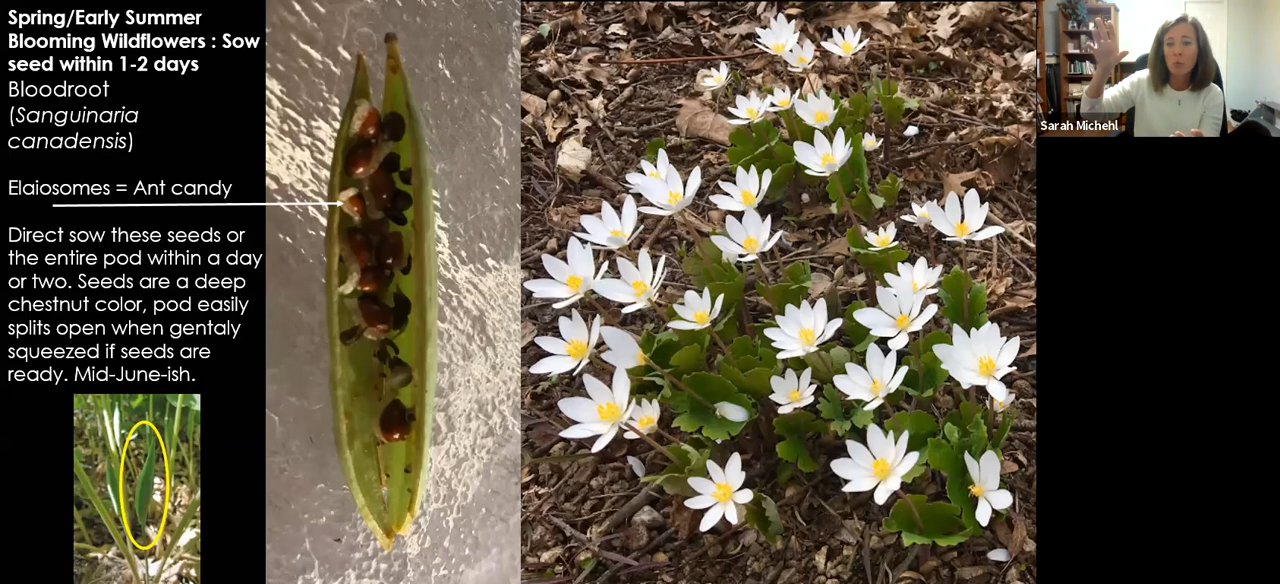 Spring/Early Summer
Blooming Wildflowers : Sow
seed within 1-2 days
Bloodroot
(Sanguinaria
canadensis)
Elaiosomes = Ant candy
Direct sow these seeds or
the entire pod within a day
or two. Seeds are a deep
chestnut color, pod easily
splits open when gentaly
squeezed if seeds are
ready. Mid-June-ish.
Sarah Michehl